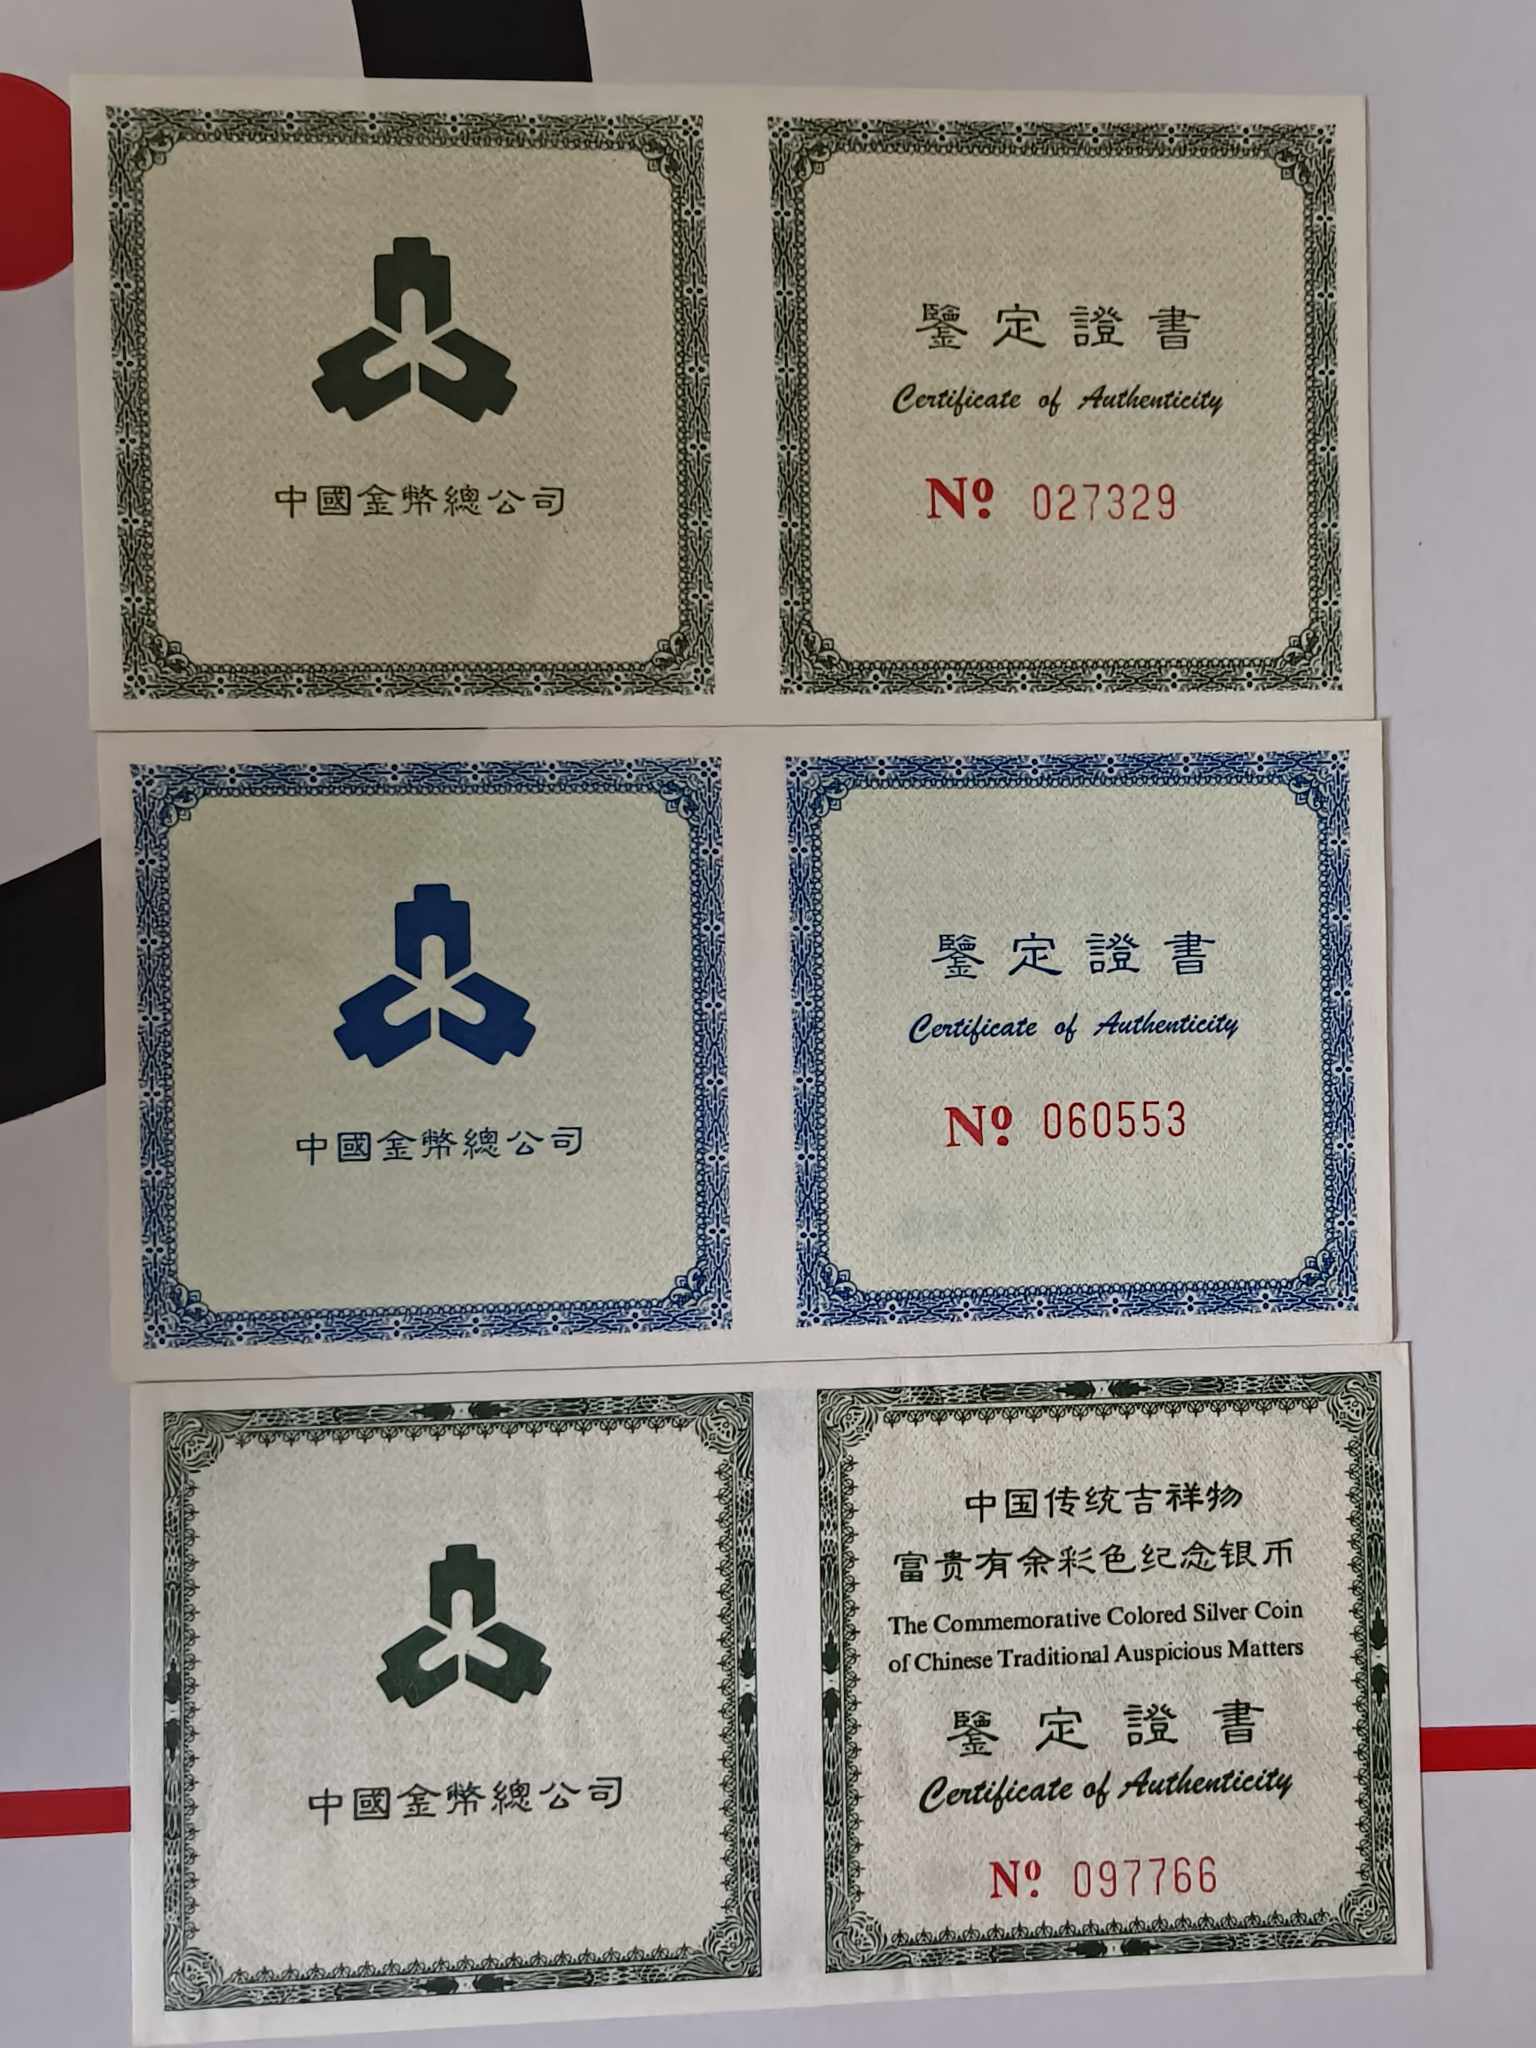 中國金幣總公司
鑒定證書
Certificate of Authenticity
Nº 027329
中國金幣總公司
鑒定證書
Certificate of Authenticity
Nº 060553
中國金幣總公司
中国传统吉祥物
富贵有余彩色纪念银币
The Commemorative Colored Silver Coin
of Chinese Traditional Auspicious Matters
鑒定證書
Certificate of Authenticity
Nº 097766